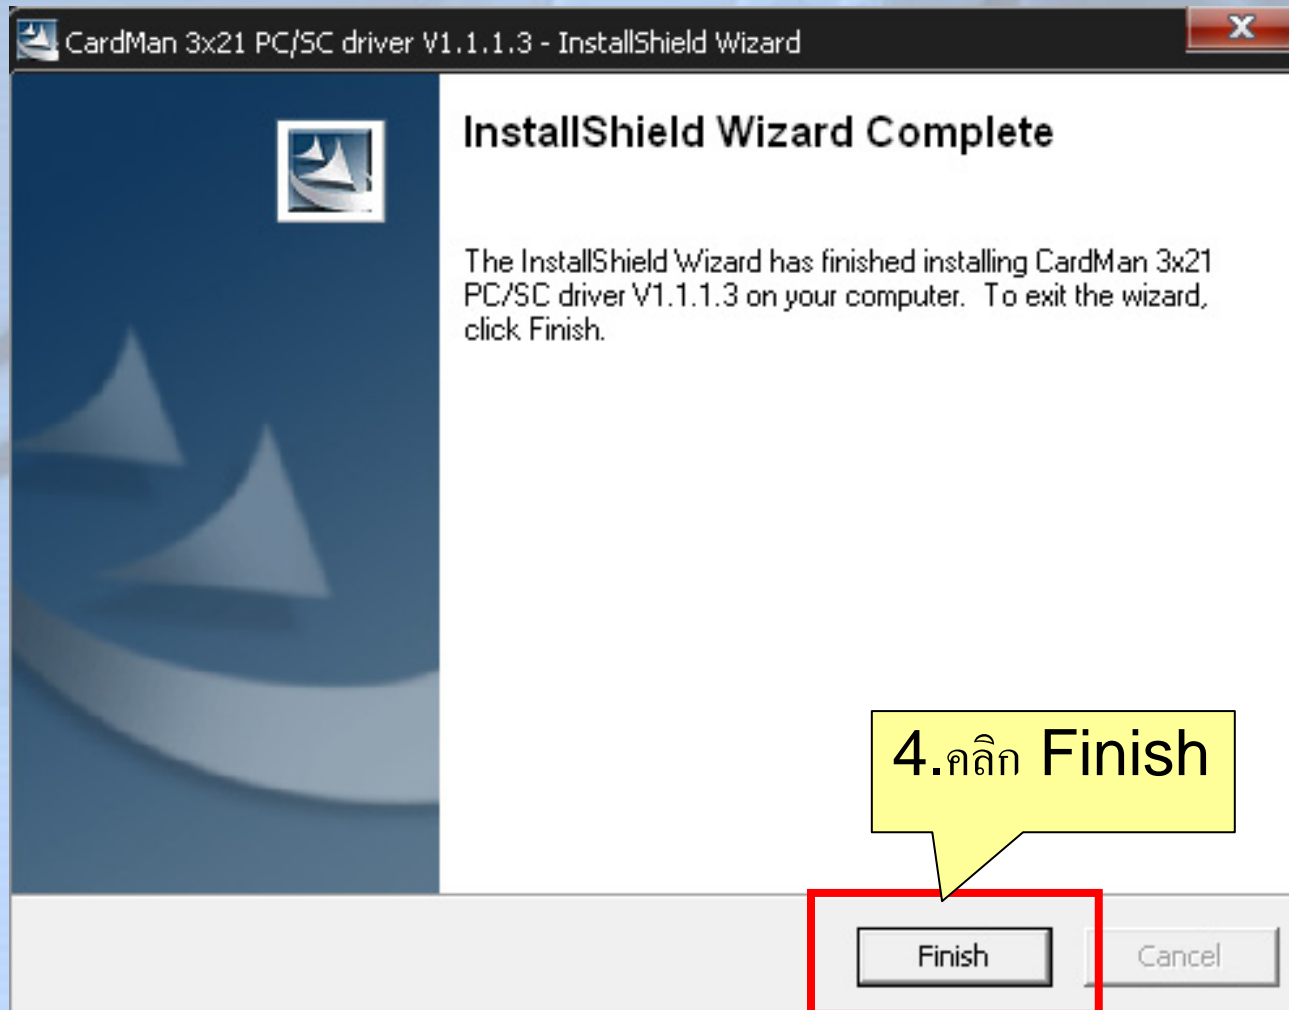 CardMan 3x21 PC/SC driver V1.1.1.3 - InstallShield Wizard
X
InstallShield Wizard Complete
The InstallShield Wizard has finished installing CardMan 3x21
PC/SC driver V1.1.1.3 on your computer.  To exit the wizard,
click Finish.
4.คลิก Finish
Finish
Cancel